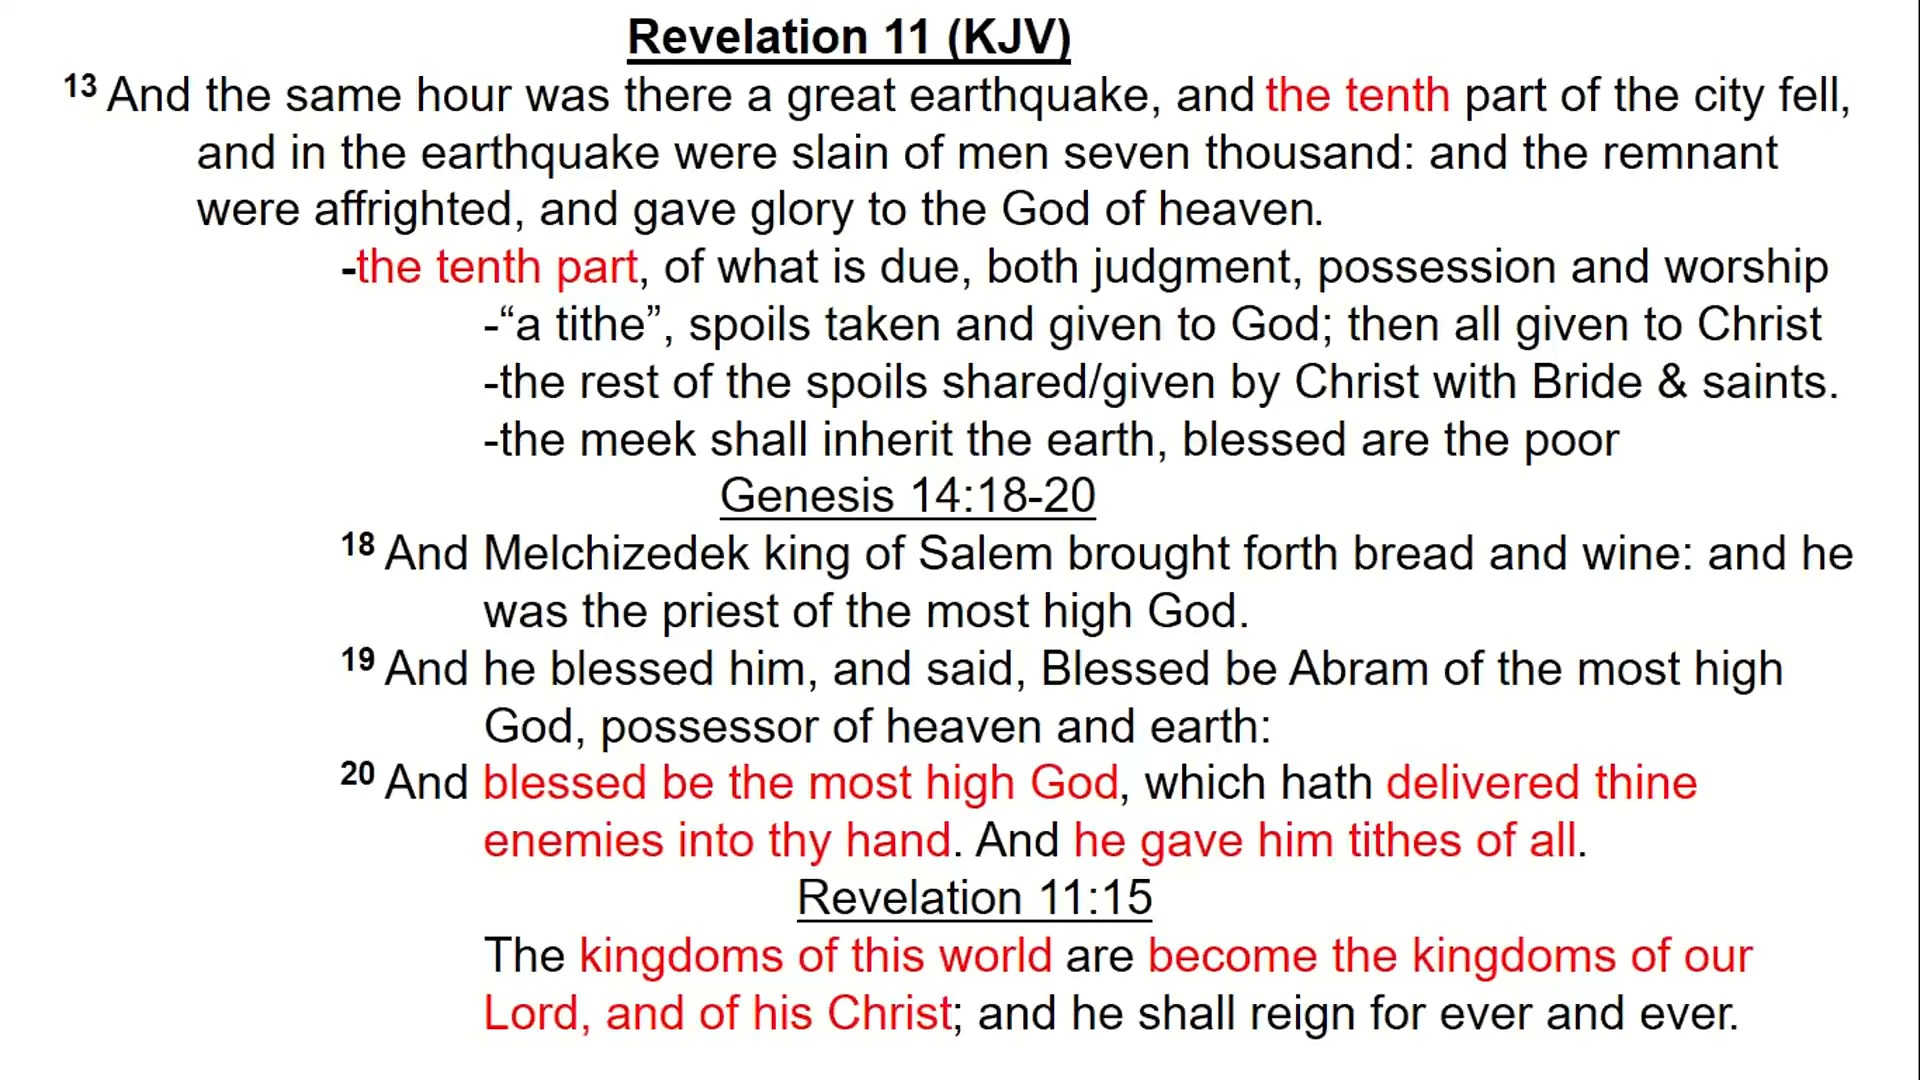 Revelation 11 (KJV)
13 And the same hour was there a great earthquake, and the tenth part of the city fell,
and in the earthquake were slain of men seven thousand: and the remnant
were affrighted, and gave glory to the God of heaven.
-the tenth part, of what is due, both judgment, possession and worship
-“a tithe”, spoils taken and given to God; then all given to Christ
-the rest of the spoils shared/given by Christ with Bride & saints.
-the meek shall inherit the earth, blessed are the poor
Genesis 14:18-20
18 And Melchizedek king of Salem brought forth bread and wine: and he
was the priest of the most high God.
19 And he blessed him, and said, Blessed be Abram of the most high
God, possessor of heaven and earth:
20 And blessed be the most high God, which hath delivered thine
enemies into thy hand. And he gave him tithes of all.
Revelation 11:15
The kingdoms of this world are become the kingdoms of our
Lord, and of his Christ; and he shall reign for ever and ever.